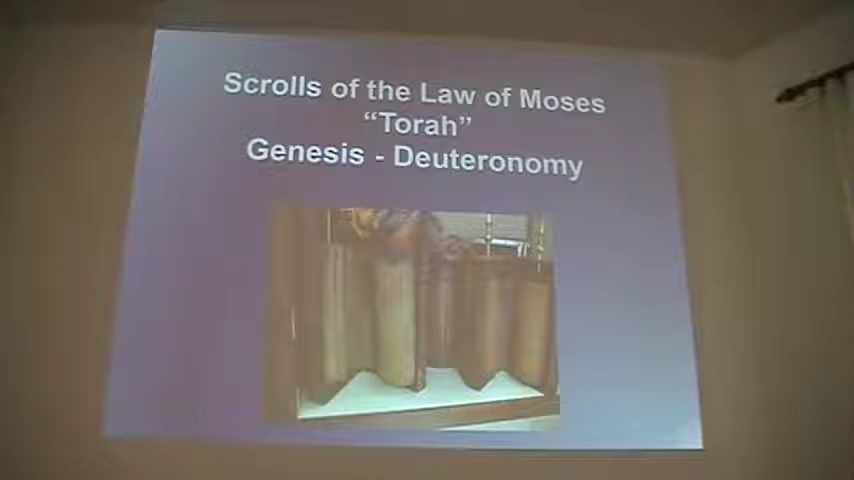 Scrolls of the Law of Moses
“Torah”
Genesis - Deuteronomy